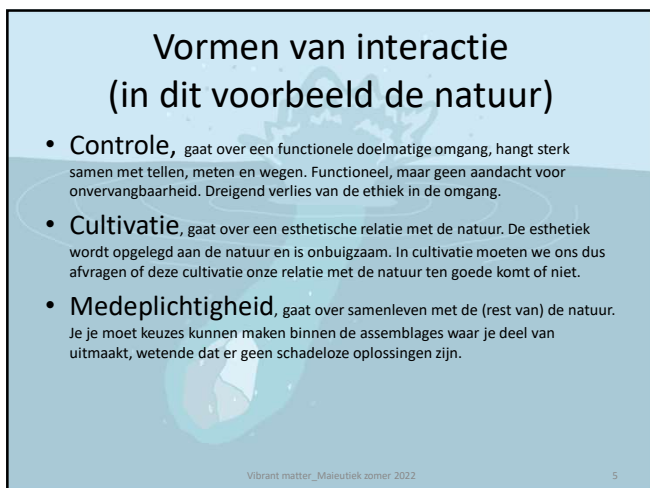 Vormen van interactie
(in dit voorbeeld de natuur)
• Controle, gaat over een functionele doelmatige omgang, hangt sterk
samen met tellen, meten en wegen. Functioneel, maar geen aandacht voor
onvervangbaarheid. Dreigend verlies van de ethiek in de omgang.
• Cultivatie, gaat over een esthetische relatie met de natuur. De esthetiek
wordt opgelegd aan de natuur en is onbuigzaam. In cultivatie moeten we ons dus
afvragen of deze cultivatie onze relatie met de natuur ten goede komt of niet.
• Medeplichtigheid, gaat over samenleven met de (rest van) de natuur.
Je je moet keuzes kunnen maken binnen de assemblages waar je deel van
uitmaakt, wetende dat er geen schadeloze oplossingen zijn.
Vibrant matter_Maieutiek zomer 2022
5